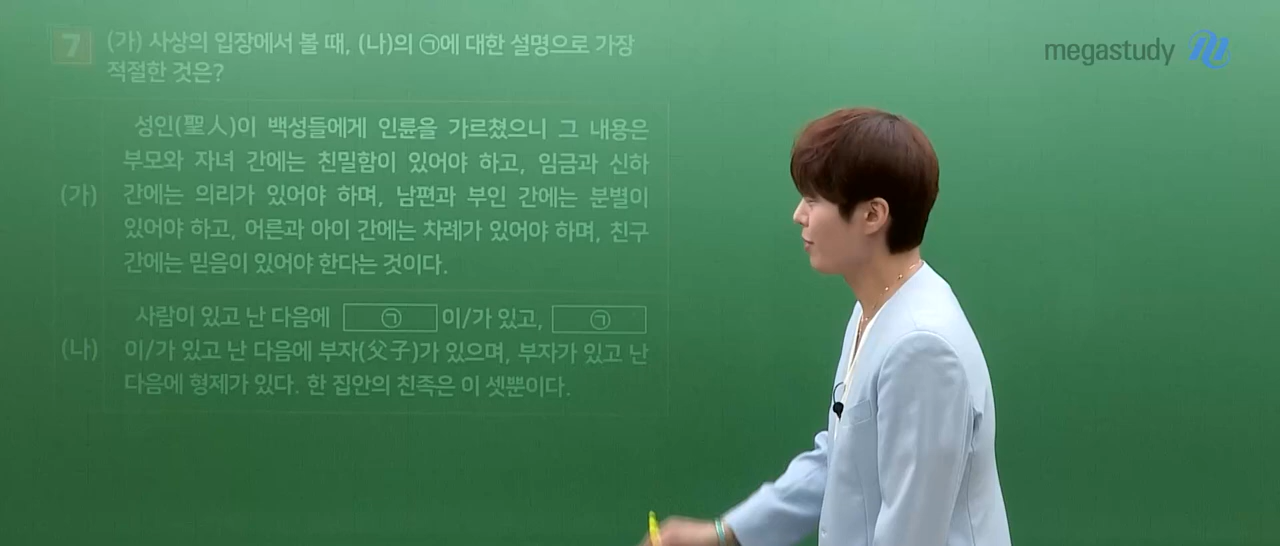 7 (가) 사상의 입장에서 볼 때, (나)의 ㉠에 대한 설명으로 가장
적절한 것은?
megastudy
성인(聖人)이 백성들에게 인륜을 가르쳤으니 그 내용은
부모와 자녀 간에는 친밀함이 있어야 하고, 임금과 신하
(가) 간에는 의리가 있어야 하며, 남편과 부인 간에는 분별이
있어야 하고, 어른과 아이 간에는 차례가 있어야 하며, 친구
간에는 믿음이 있어야 한다는 것이다.
사람이 있고 난 다음에 ㉠ 이/가 있고, ㉠
(나) 이/가 있고 난 다음에 부자(父子)가 있으며, 부자가 있고 난
다음에 형제가 있다. 한 집안의 친족은 이 셋뿐이다.